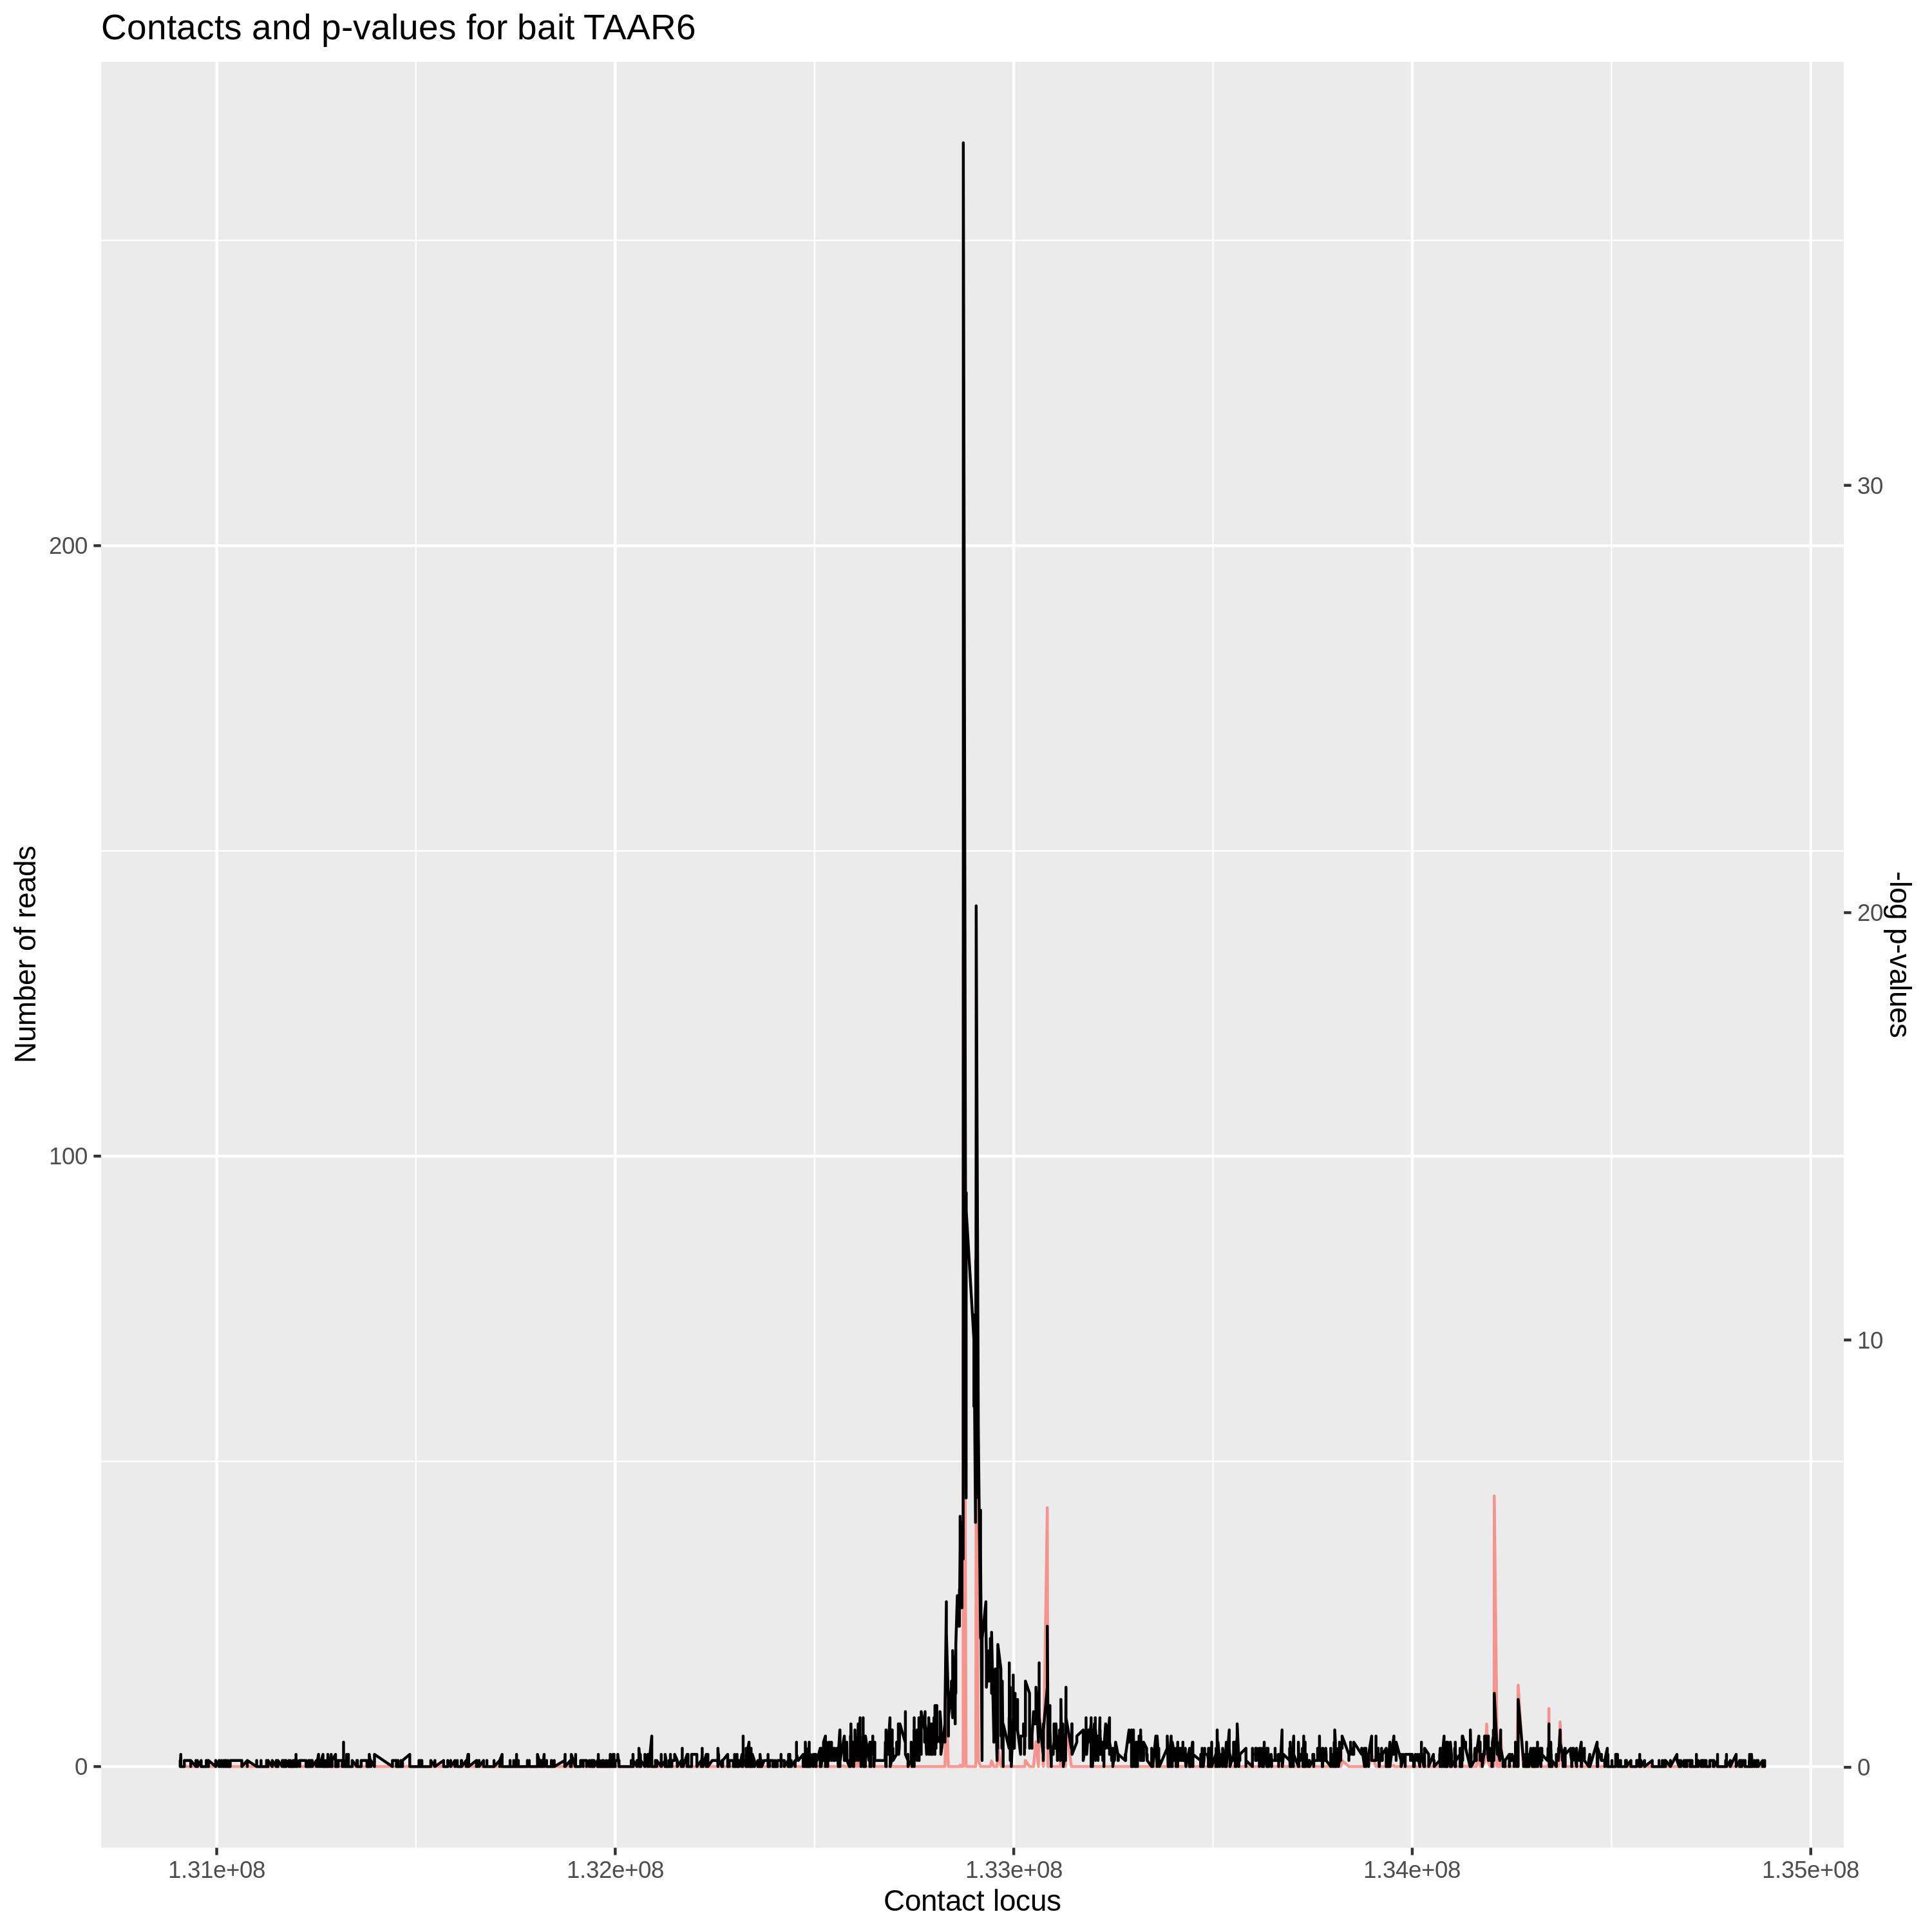 Contacts and p-values for bait TAAR6
Number of reads
200
100
0
30
20
10
0
-log p-values
1.31e+08
1.32e+08
1.33e+08
1.34e+08
1.35e+08
Contact locus